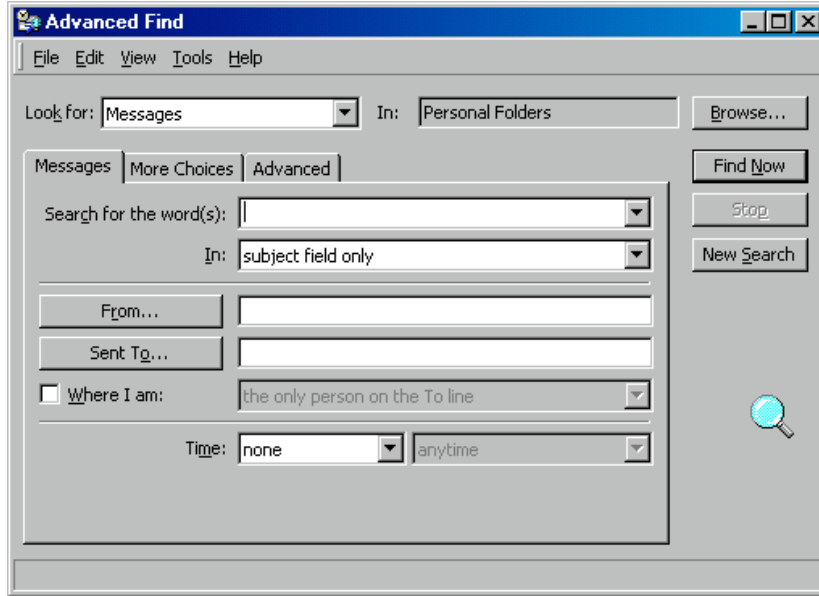 Advanced Find
File Edit View Tools Help
Look for: Messages In: Personal Folders Browse...
Messages More Choices Advanced Find Now
Search for the word(s): Stop
In: subject field only New Search
From...
Sent To...
Where I am: the only person on the To line
Time: none anytime